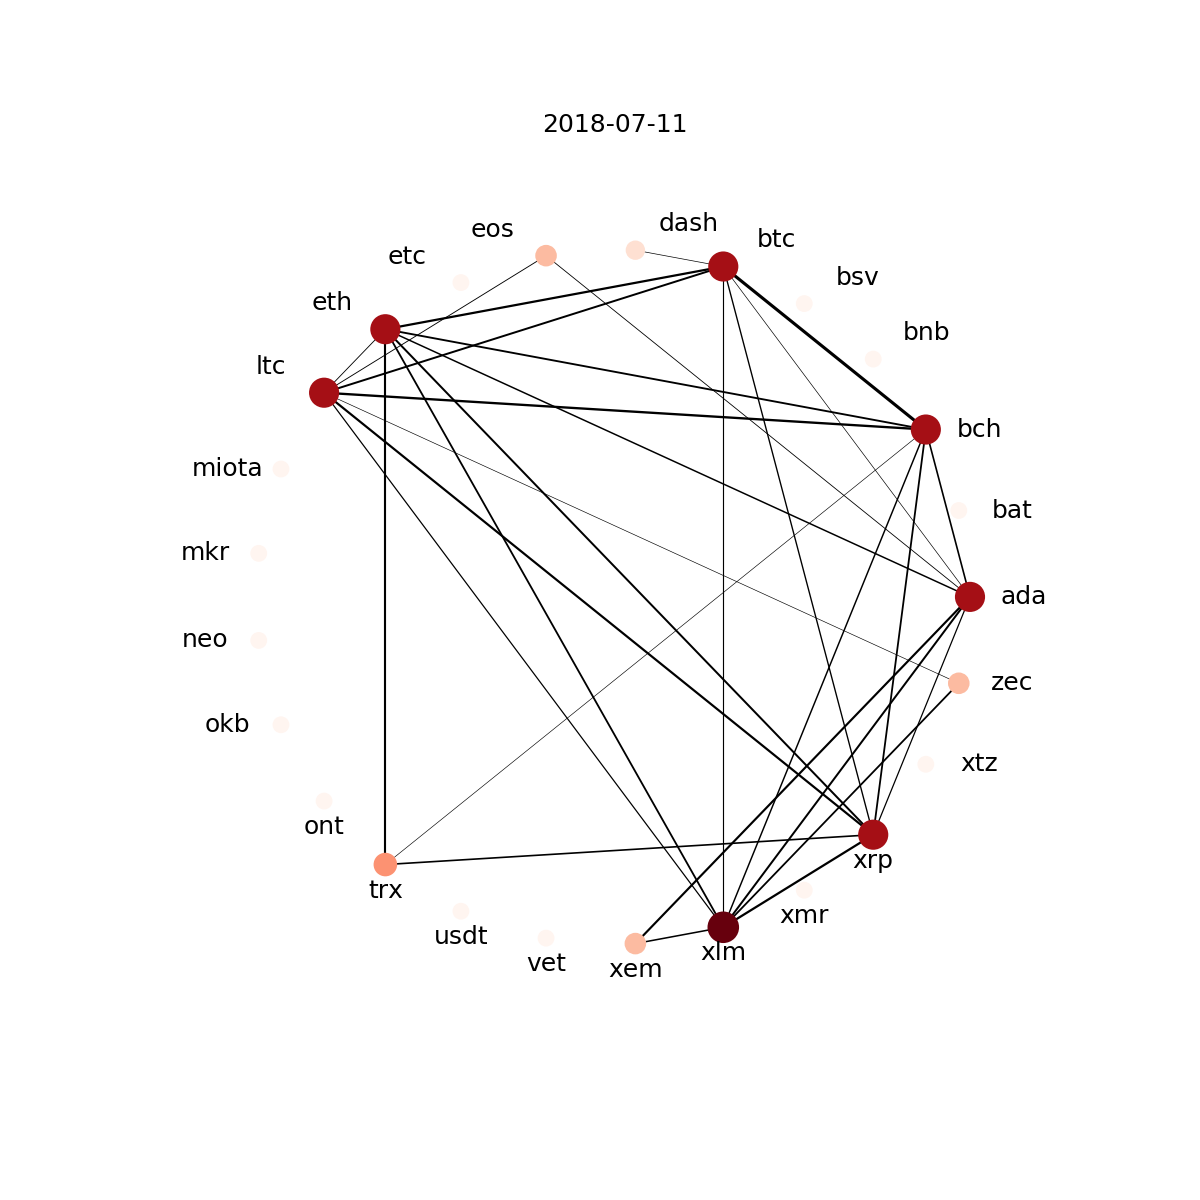 2018-07-11
dash
eos
btc
etc
bsv
eth
bnb
ltc
bch
miota
bat
mkr
ada
neo
zec
okb
xtz
ont
xrp
trx
xmr
usdt
xlm
vet
xem